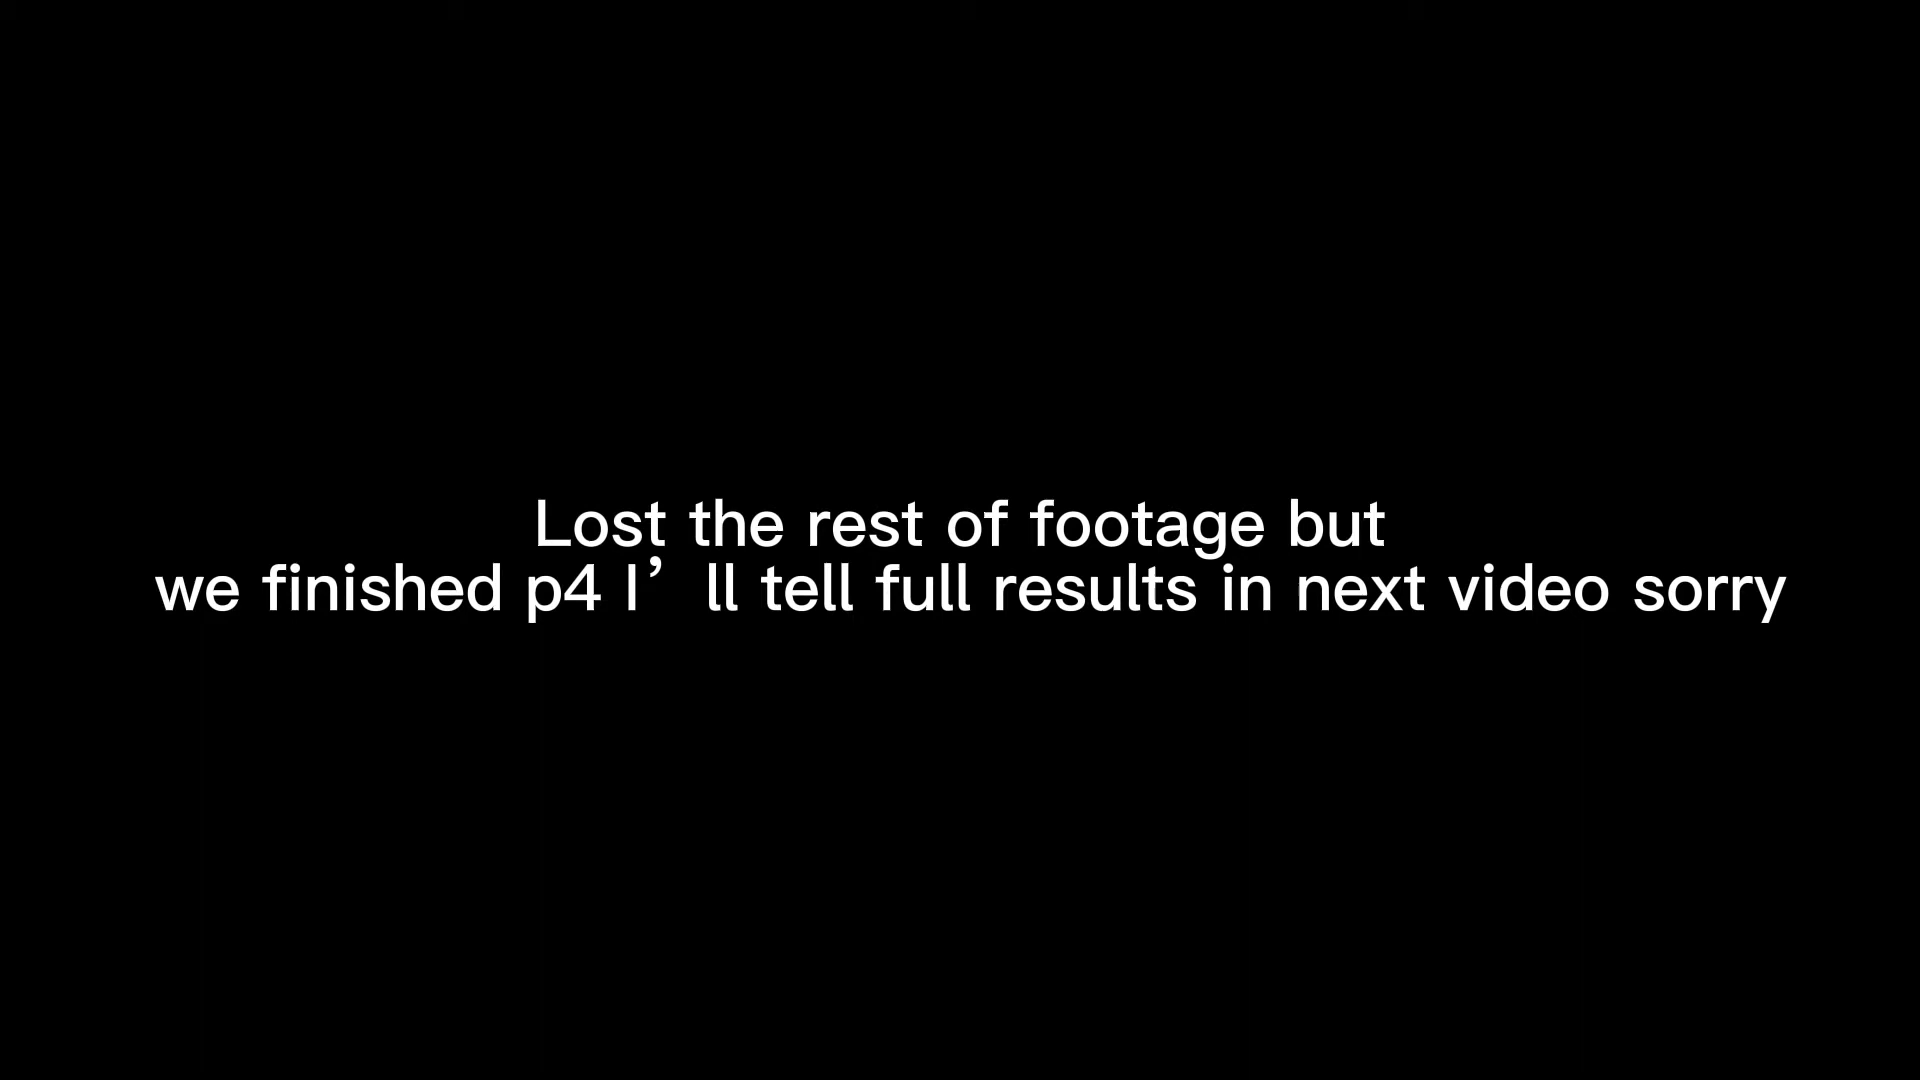 Lost the rest of footage but
we finished p4 I’ll tell full results in next video sorry